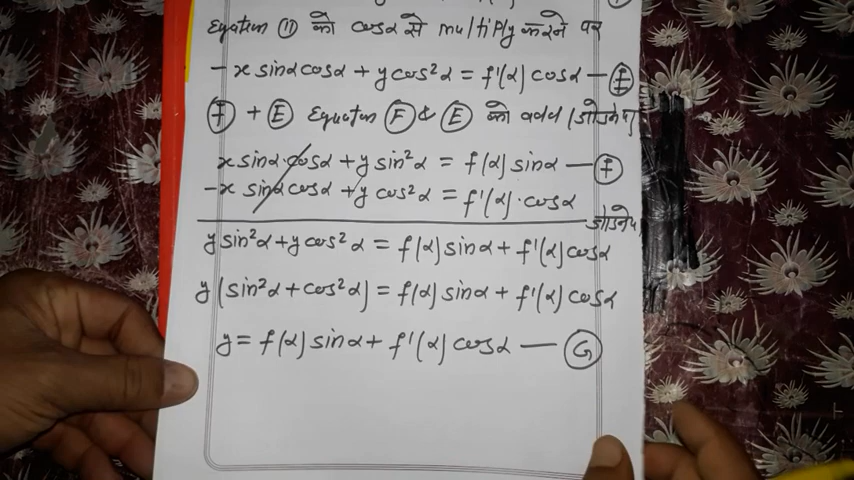 Equation (11) को cosα से multiply करने पर
- x sinα cosα + y cos²α = f'(α) cosα — (E)
(F) + (E) Equation (F) & (E) को add (जोड़ने पर)
x sinα·cosα + y sin²α = f(α) sinα — (F)
- x sinα cosα + y cos²α = f'(α)·cosα
जोड़ने प
y sin²α + y cos²α = f(α) sinα + f'(α) cosα
y (sin²α + cos²α) = f(α) sinα + f'(α) cosα
y = f(α) sinα + f'(α) cosα — (G)